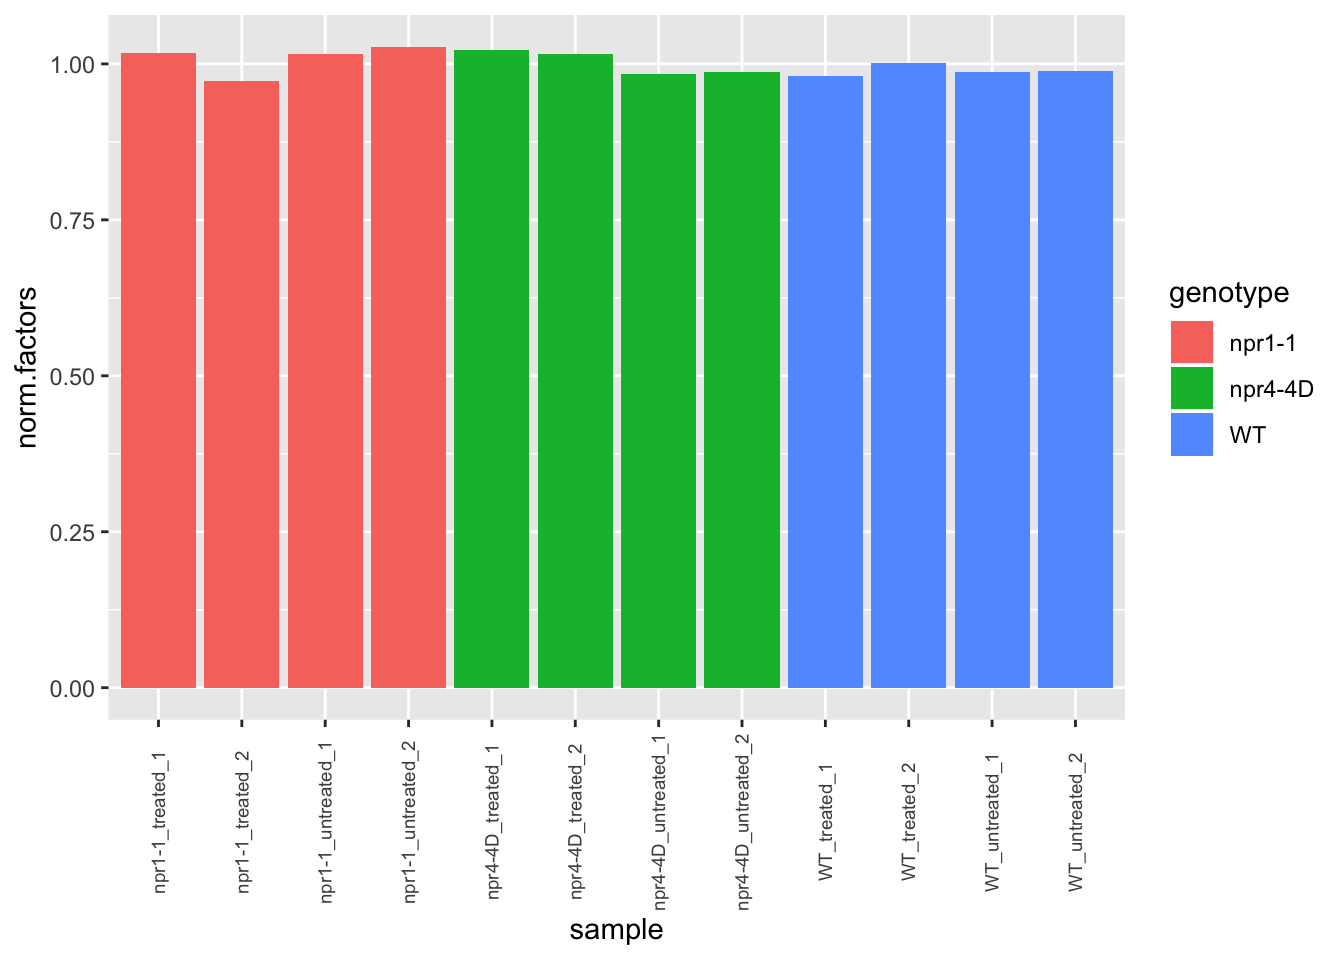 norm.factors
1.00
0.75
0.50
0.25
0.00
npr1-1_treated_1
npr1-1_treated_2
npr1-1_untreated_1
npr1-1_untreated_2
npr4-4D_treated_1
npr4-4D_treated_2
npr4-4D_untreated_1
npr4-4D_untreated_2
WT_treated_1
WT_treated_2
WT_untreated_1
WT_untreated_2
sample
genotype
npr1-1
npr4-4D
WT